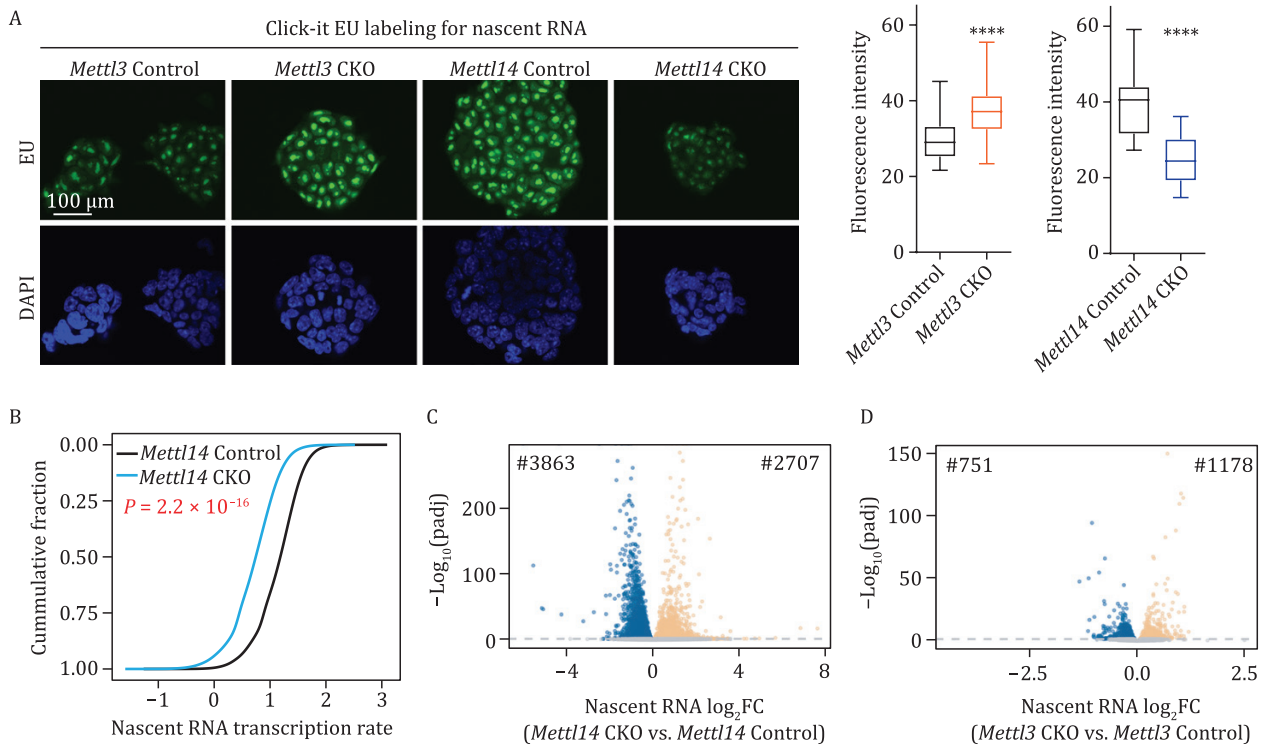 A
Click-it EU labeling for nascent RNA
Mettl3 Control
Mettl3 CKO
Mettl14 Control
Mettl14 CKO
EU
100 µm
DAPI
Fluorescence intensity
60
40
20
0
****
Mettl3 Control
Mettl3 CKO
Fluorescence intensity
60
40
20
0
****
Mettl14 Control
Mettl14 CKO
B
Cummulative fraction
0.00
0.25
0.50
0.75
1.00
Mettl14 Control
Mettl14 CKO
P = 2.2 × 10⁻¹⁶
−1 0 1 2 3
Nascent RNA transcription rate
C
−Log₁₀(padj)
#3863 #2707
200
100
0
−4 0 4 8
Nascent RNA log₂FC
(Mettl14 CKO vs. Mettl14 Control)
D
−Log₁₀(padj)
#751 #1178
150
100
50
0
−2.5 0.0 2.5
Nascent RNA log₂FC
(Mettl3 CKO vs. Mettl3 Control)